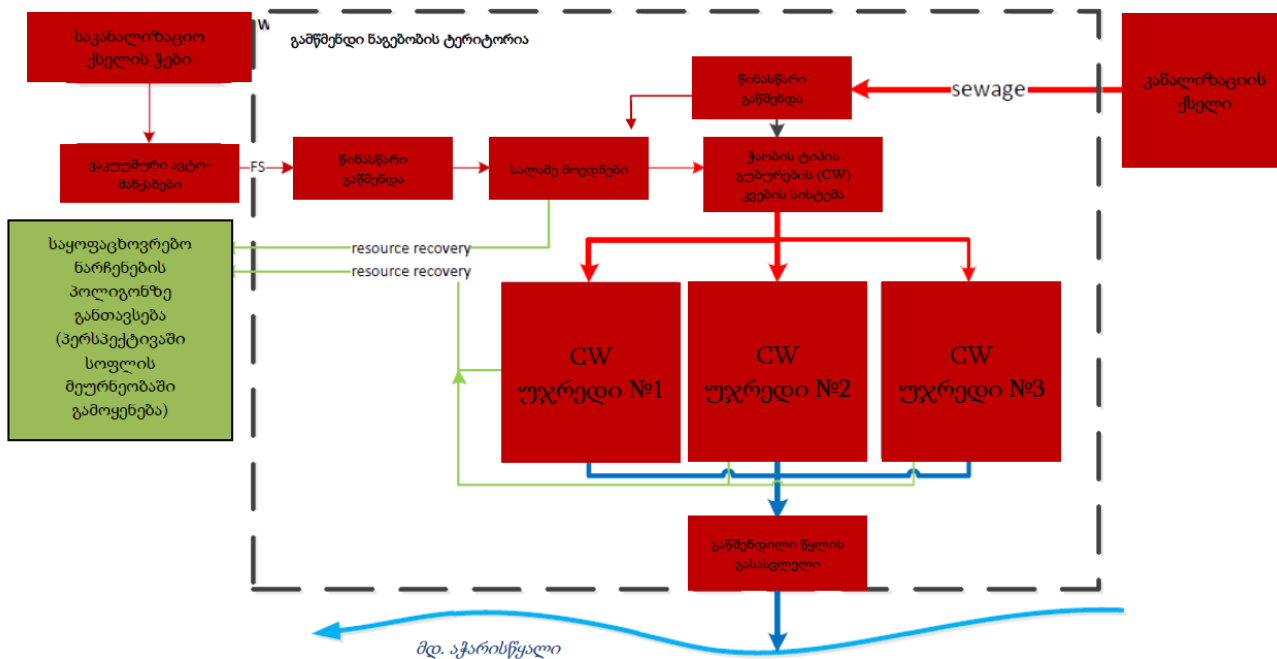 საკანალიზაციო
ქსელის ჭები
W
გამწმენდი ნაგებობის ტერიტორია
წინასწარი
გაწმენდა
sewage
კანალიზაციის
ქსელი
ვაკუუმური ავტო-
მანქანები
FS
წინასწარი
გაწმენდა
სალამე მოედნები
ჭაობის ტიპის
გუბურების (CW)
კვების სისტემა
საყოფაცხოვრებო
ნარჩენების
პოლიგონზე
განთავსება
(პერსპექტივაში
სოფლის
მეურნეობაში
გამოყენება)
resource recovery
resource recovery
CW
უჯრედი №1
CW
უჯრედი №2
CW
უჯრედი №3
გაწმენდილი წყლის
გასასვლელი
მდ. აჭარისწყალი